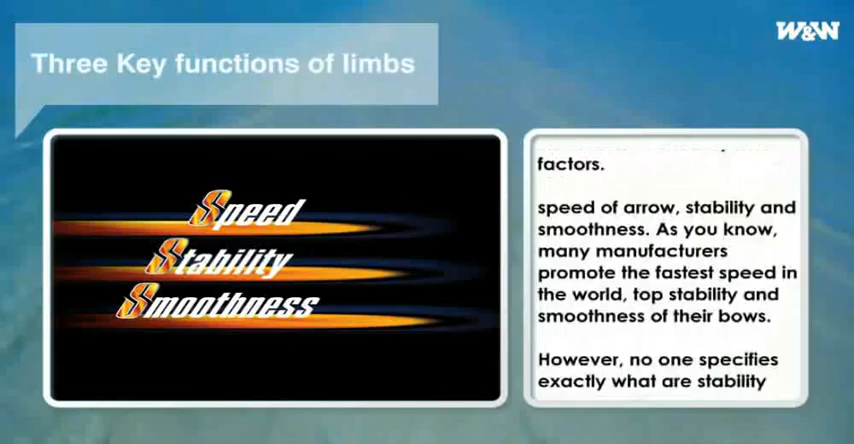 W&W
Three Key functions of limbs
Speed
Stability
Smoothness
factors.
speed of arrow, stability and
smoothness. As you know,
many manufacturers
promote the fastest speed in
the world, top stability and
smoothness of their bows.
However, no one specifies
exactly what are stability